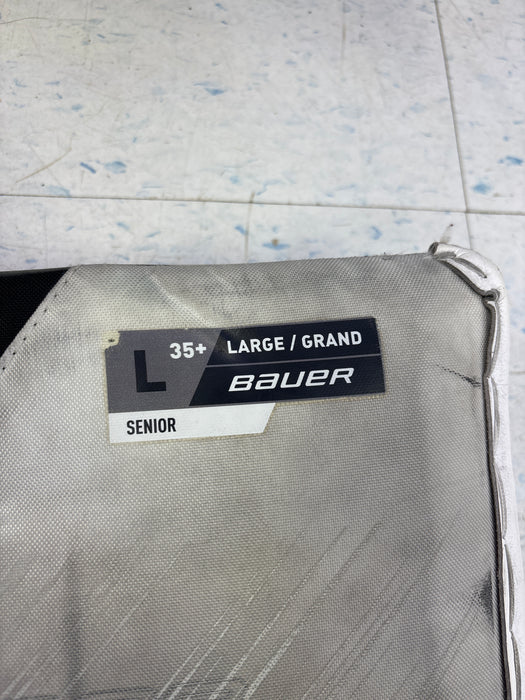 L 35+ LARGE / GRAND
BAUER
SENIOR